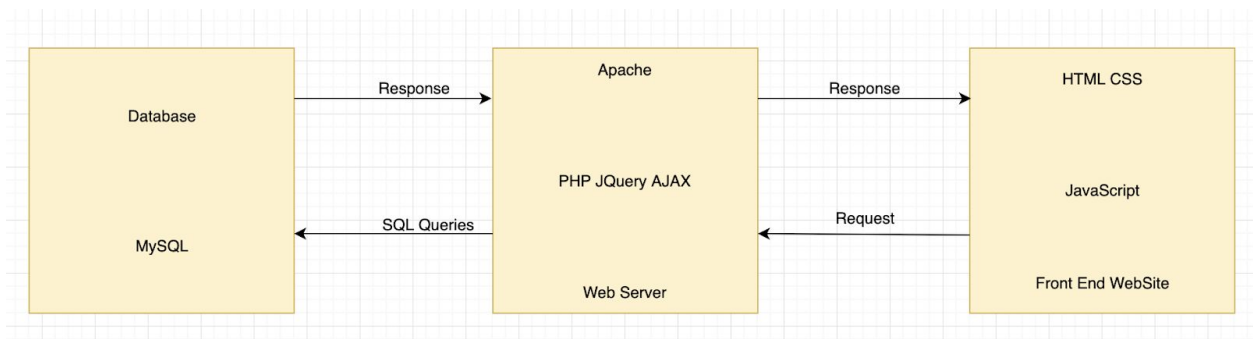 Database
MySQL
Response
SQL Queries
Apache
PHP JQuery AJAX
Web Server
Response
Request
HTML CSS
JavaScript
Front End WebSite